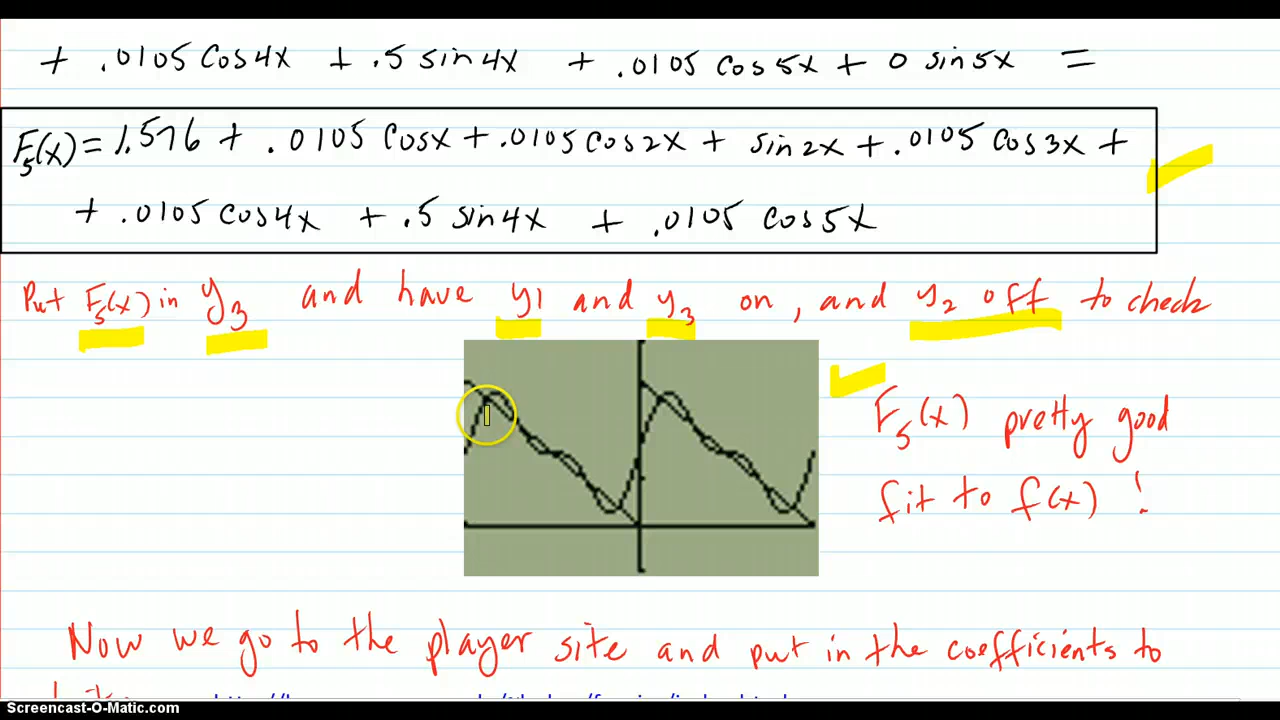 + .0105 cos4x + .5 sin4x + .0105 cos5x + 0 sin5x =
F₅(x) = 1.576 + .0105 cosx + .0105 cos2x + sin2x + .0105 cos3x +
+ .0105 cos4x + .5 sin4x + .0105 cos5x
Put F₅(x) in y₃ and have y1 and y₃ on, and y₂ off to check
F₅(x) pretty good
fit to f(x) !
Now we go to the player site and put in the coefficients to
Screencast-O-Matic.com